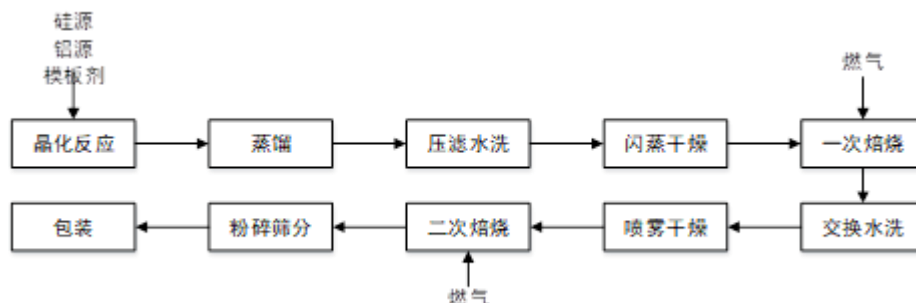 硅源
铝源
模板剂
燃气
晶化反应
蒸馏
压滤水洗
闪蒸干燥
一次焙烧
包装
粉碎筛分
二次焙烧
喷雾干燥
交换水洗
燃气